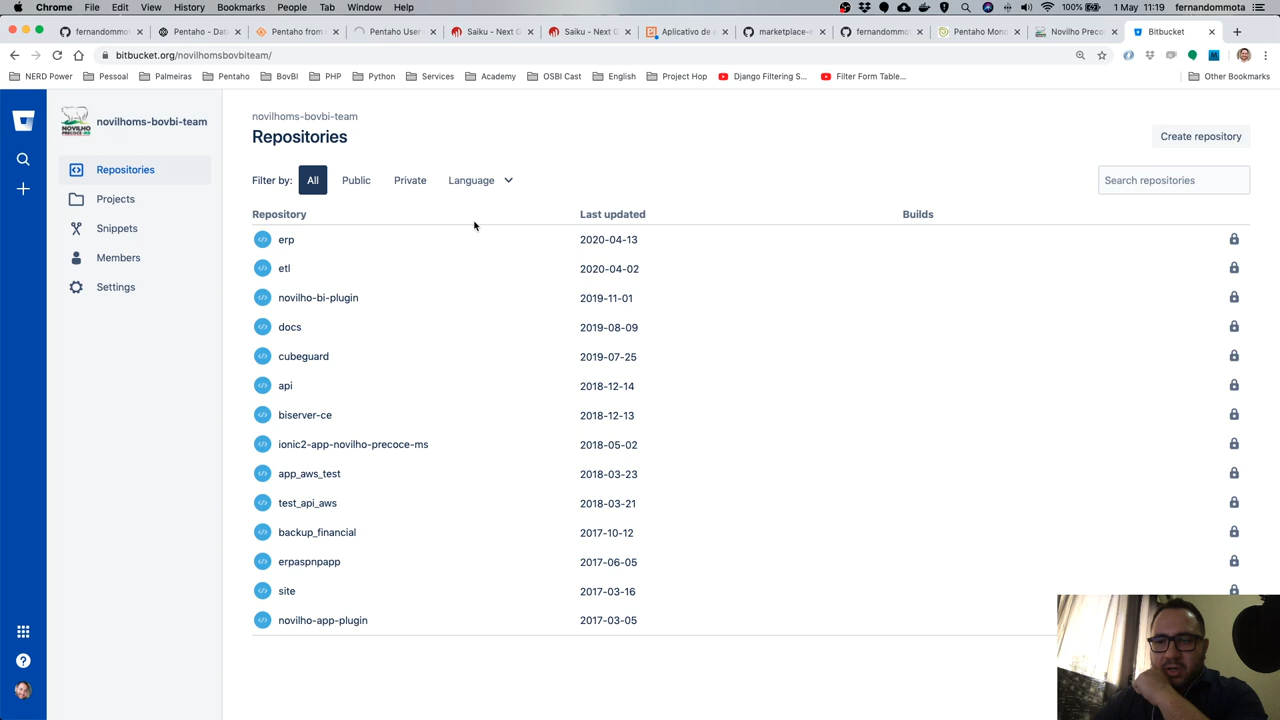 Chrome File Edit View History Bookmarks People Tab Window Help 100% 1 May 11:19 fernandommota
fernandommot Pentaho - Dat Pentaho from Pentaho User Saiku - Next G Saiku - Next G Aplicativo de marketplace-r fernandommot Pentaho Mond Novilho Preco Bitbucket
bitbucket.org/novilhomsbovbiteam/
NERD Power Pessoal Palmeiras Pentaho BovBI PHP Python Services Academy OSBI Cast English Project Hop Django Filtering S... Filter Form Table... Other Bookmarks
NOVILHO
PRECOCE-MS
novilhoms-bovbi-team
Repositories
Projects
Snippets
Members
Settings
novilhoms-bovbi-team
Repositories
Create repository
Filter by: All Public Private Language
Search repositories
Repository Last updated Builds
erp 2020-04-13
etl 2020-04-02
novilho-bi-plugin 2019-11-01
docs 2019-08-09
cubeguard 2019-07-25
api 2018-12-14
biserver-ce 2018-12-13
ionic2-app-novilho-precoce-ms 2018-05-02
app_aws_test 2018-03-23
test_api_aws 2018-03-21
backup_financial 2017-10-12
erpaspnpapp 2017-06-05
site 2017-03-16
novilho-app-plugin 2017-03-05